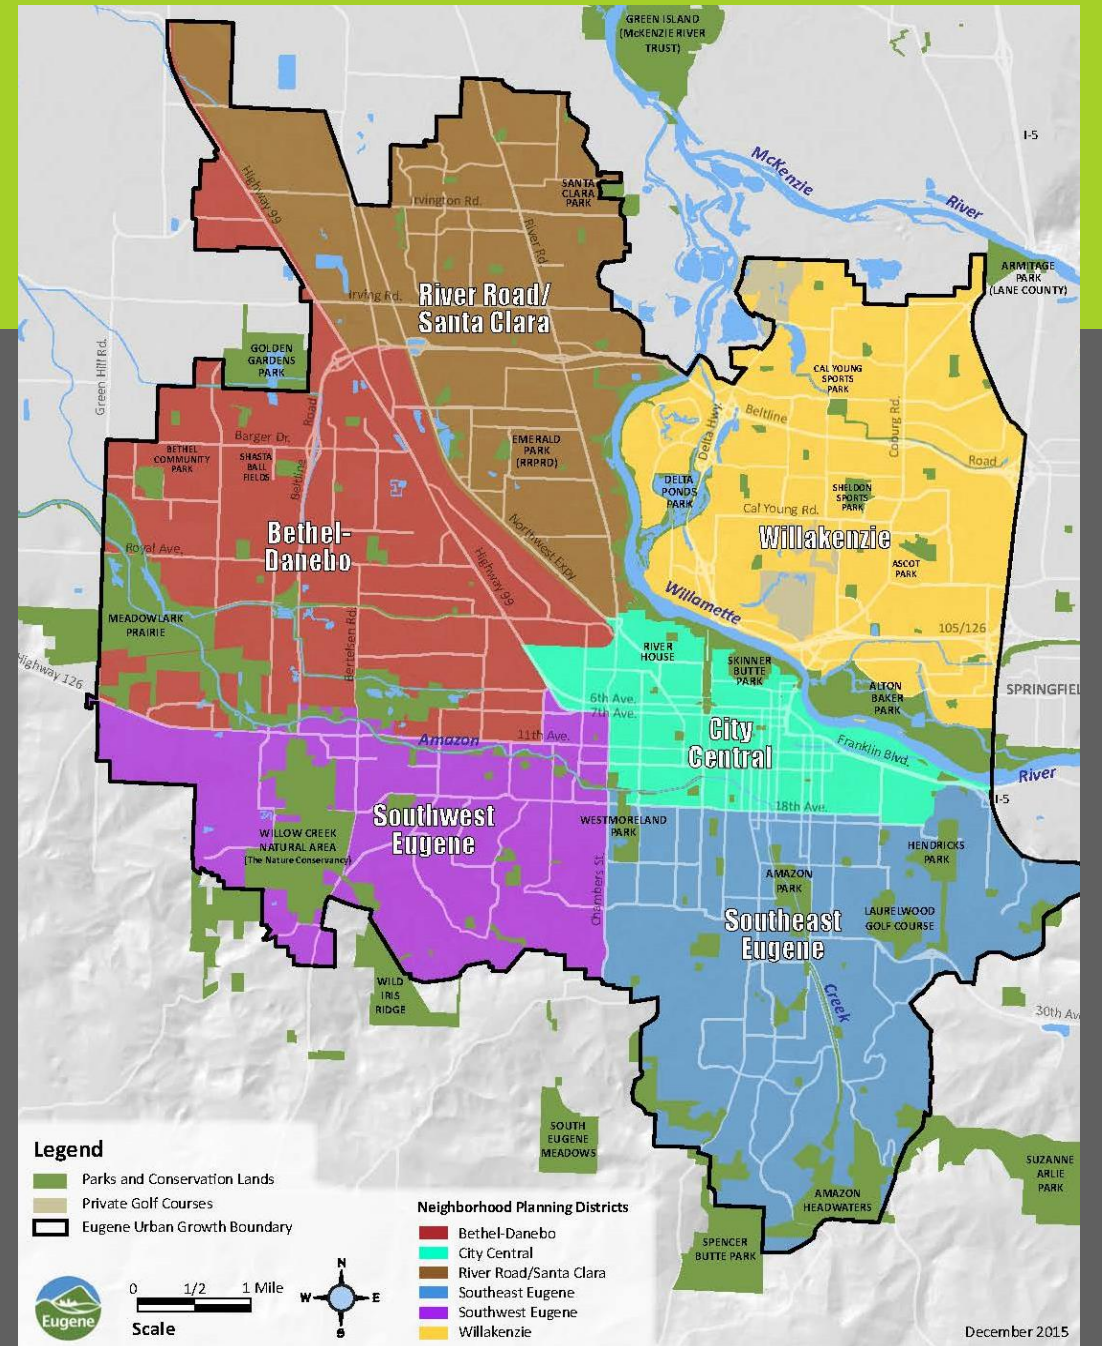 GREEN ISLAND
(McKENZIE RIVER
TRUST)
I-5
McKenzie
River
SANTA
CLARA
PARK
Highway 99
Irvington Rd.
River Rd.
ARMITAGE
PARK
(LANE COUNTY)
River Road/
Santa Clara
Irving Rd.
GOLDEN
GARDENS
PARK
Green Hill Rd.
CAL YOUNG
SPORTS
PARK
Beltline
Delta Hwy.
Coburg Rd.
Road
Barger Dr.
Beltline
Road
BETHEL
COMMUNITY
PARK
SHASTA
BALL
FIELDS
EMERALD
PARK
(RRPRD)
DELTA
PONDS
PARK
SHELDON
SPORTS
PARK
Cal Young Rd.
Willakenzie
Bethel-
Danebo
Northwest Expy
Highway 99
Royal Ave.
ASCOT
PARK
Willamette
MEADOWLARK
PRAIRIE
Bertelsen Rd.
105/126
RIVER
HOUSE
SKINNER
BUTTE
PARK
Highway 126
ALTON
BAKER
PARK
SPRINGFIEL
6th Ave.
7th Ave.
11th Ave.
Amazon
City
Central
Franklin Blvd.
River
I-5
18th Ave.
Southwest
Eugene
WESTMORELAND
PARK
WILLOW CREEK
NATURAL AREA
(The Nature Conservancy)
HENDRICKS
PARK
Chambers St.
AMAZON
PARK
LAURELWOOD
GOLF COURSE
Southeast
Eugene
WILD
IRIS
RIDGE
Creek
30th Av
SOUTH
EUGENE
MEADOWS
SUZANNE
ARLIE
PARK
AMAZON
HEADWATERS
SPENCER
BUTTE PARK
Legend
Parks and Conservation Lands
Private Golf Courses
Eugene Urban Growth Boundary
Neighborhood Planning Districts
Bethel-Danebo
City Central
River Road/Santa Clara
Southeast Eugene
Southwest Eugene
Willakenzie
Eugene
0 1/2 1 Mile
Scale
N
W E
S
December 2015